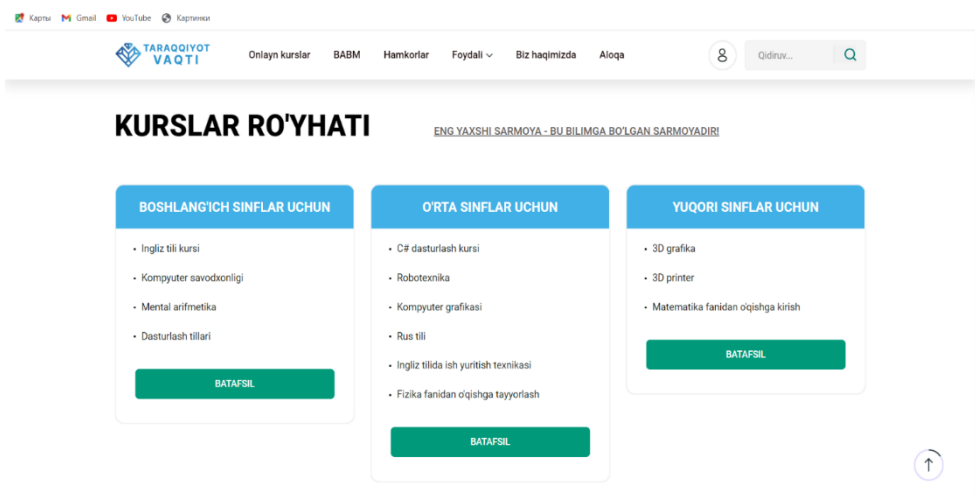 Карты Gmail YouTube Картинки
TARAQQIYOT
VAQTI
Onlayn kurslar BABM Hamkorlar Foydali Biz haqimizda Aloqa Qidiruv...
KURSLAR RO'YHATI
ENG YAXSHI SARMOYA - BU BILIMGA BO'LGAN SARMOYADIR!
BOSHLANG'ICH SINFLAR UCHUN
• Ingliz tili kursi
• Kompyuter savodxonligi
• Mental arifmetika
• Dasturlash tillari
BATAFSIL
O'RTA SINFLAR UCHUN
• C# dasturlash kursi
• Robotexnika
• Kompyuter grafikasi
• Rus tili
• Ingliz tilida ish yuritish texnikasi
• Fizika fanidan o'qishga tayyorlash
BATAFSIL
YUQORI SINFLAR UCHUN
• 3D grafika
• 3D printer
• Matematika fanidan o'qishga kirish
BATAFSIL